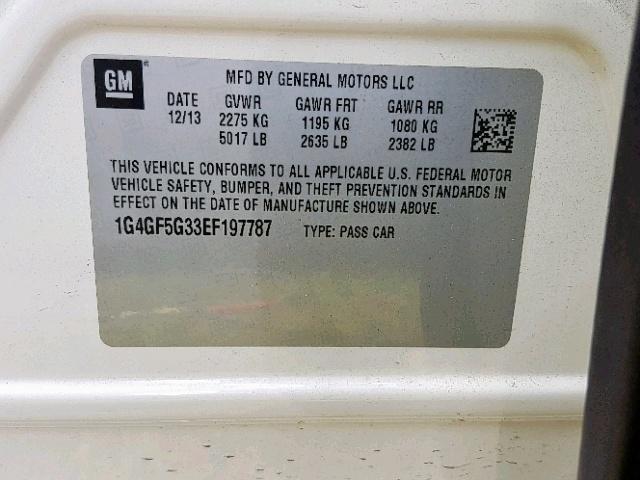 GM
MFD BY GENERAL MOTORS LLC
DATE GVWR GAWR FRT GAWR RR
12/13 2275 KG 1195 KG 1080 KG
5017 LB 2635 LB 2382 LB
THIS VEHICLE CONFORMS TO ALL APPLICABLE U.S. FEDERAL MOTOR
VEHICLE SAFETY, BUMPER, AND THEFT PREVENTION STANDARDS IN
EFFECT ON THE DATE OF MANUFACTURE SHOWN ABOVE.
1G4GF5G33EF197787 TYPE: PASS CAR